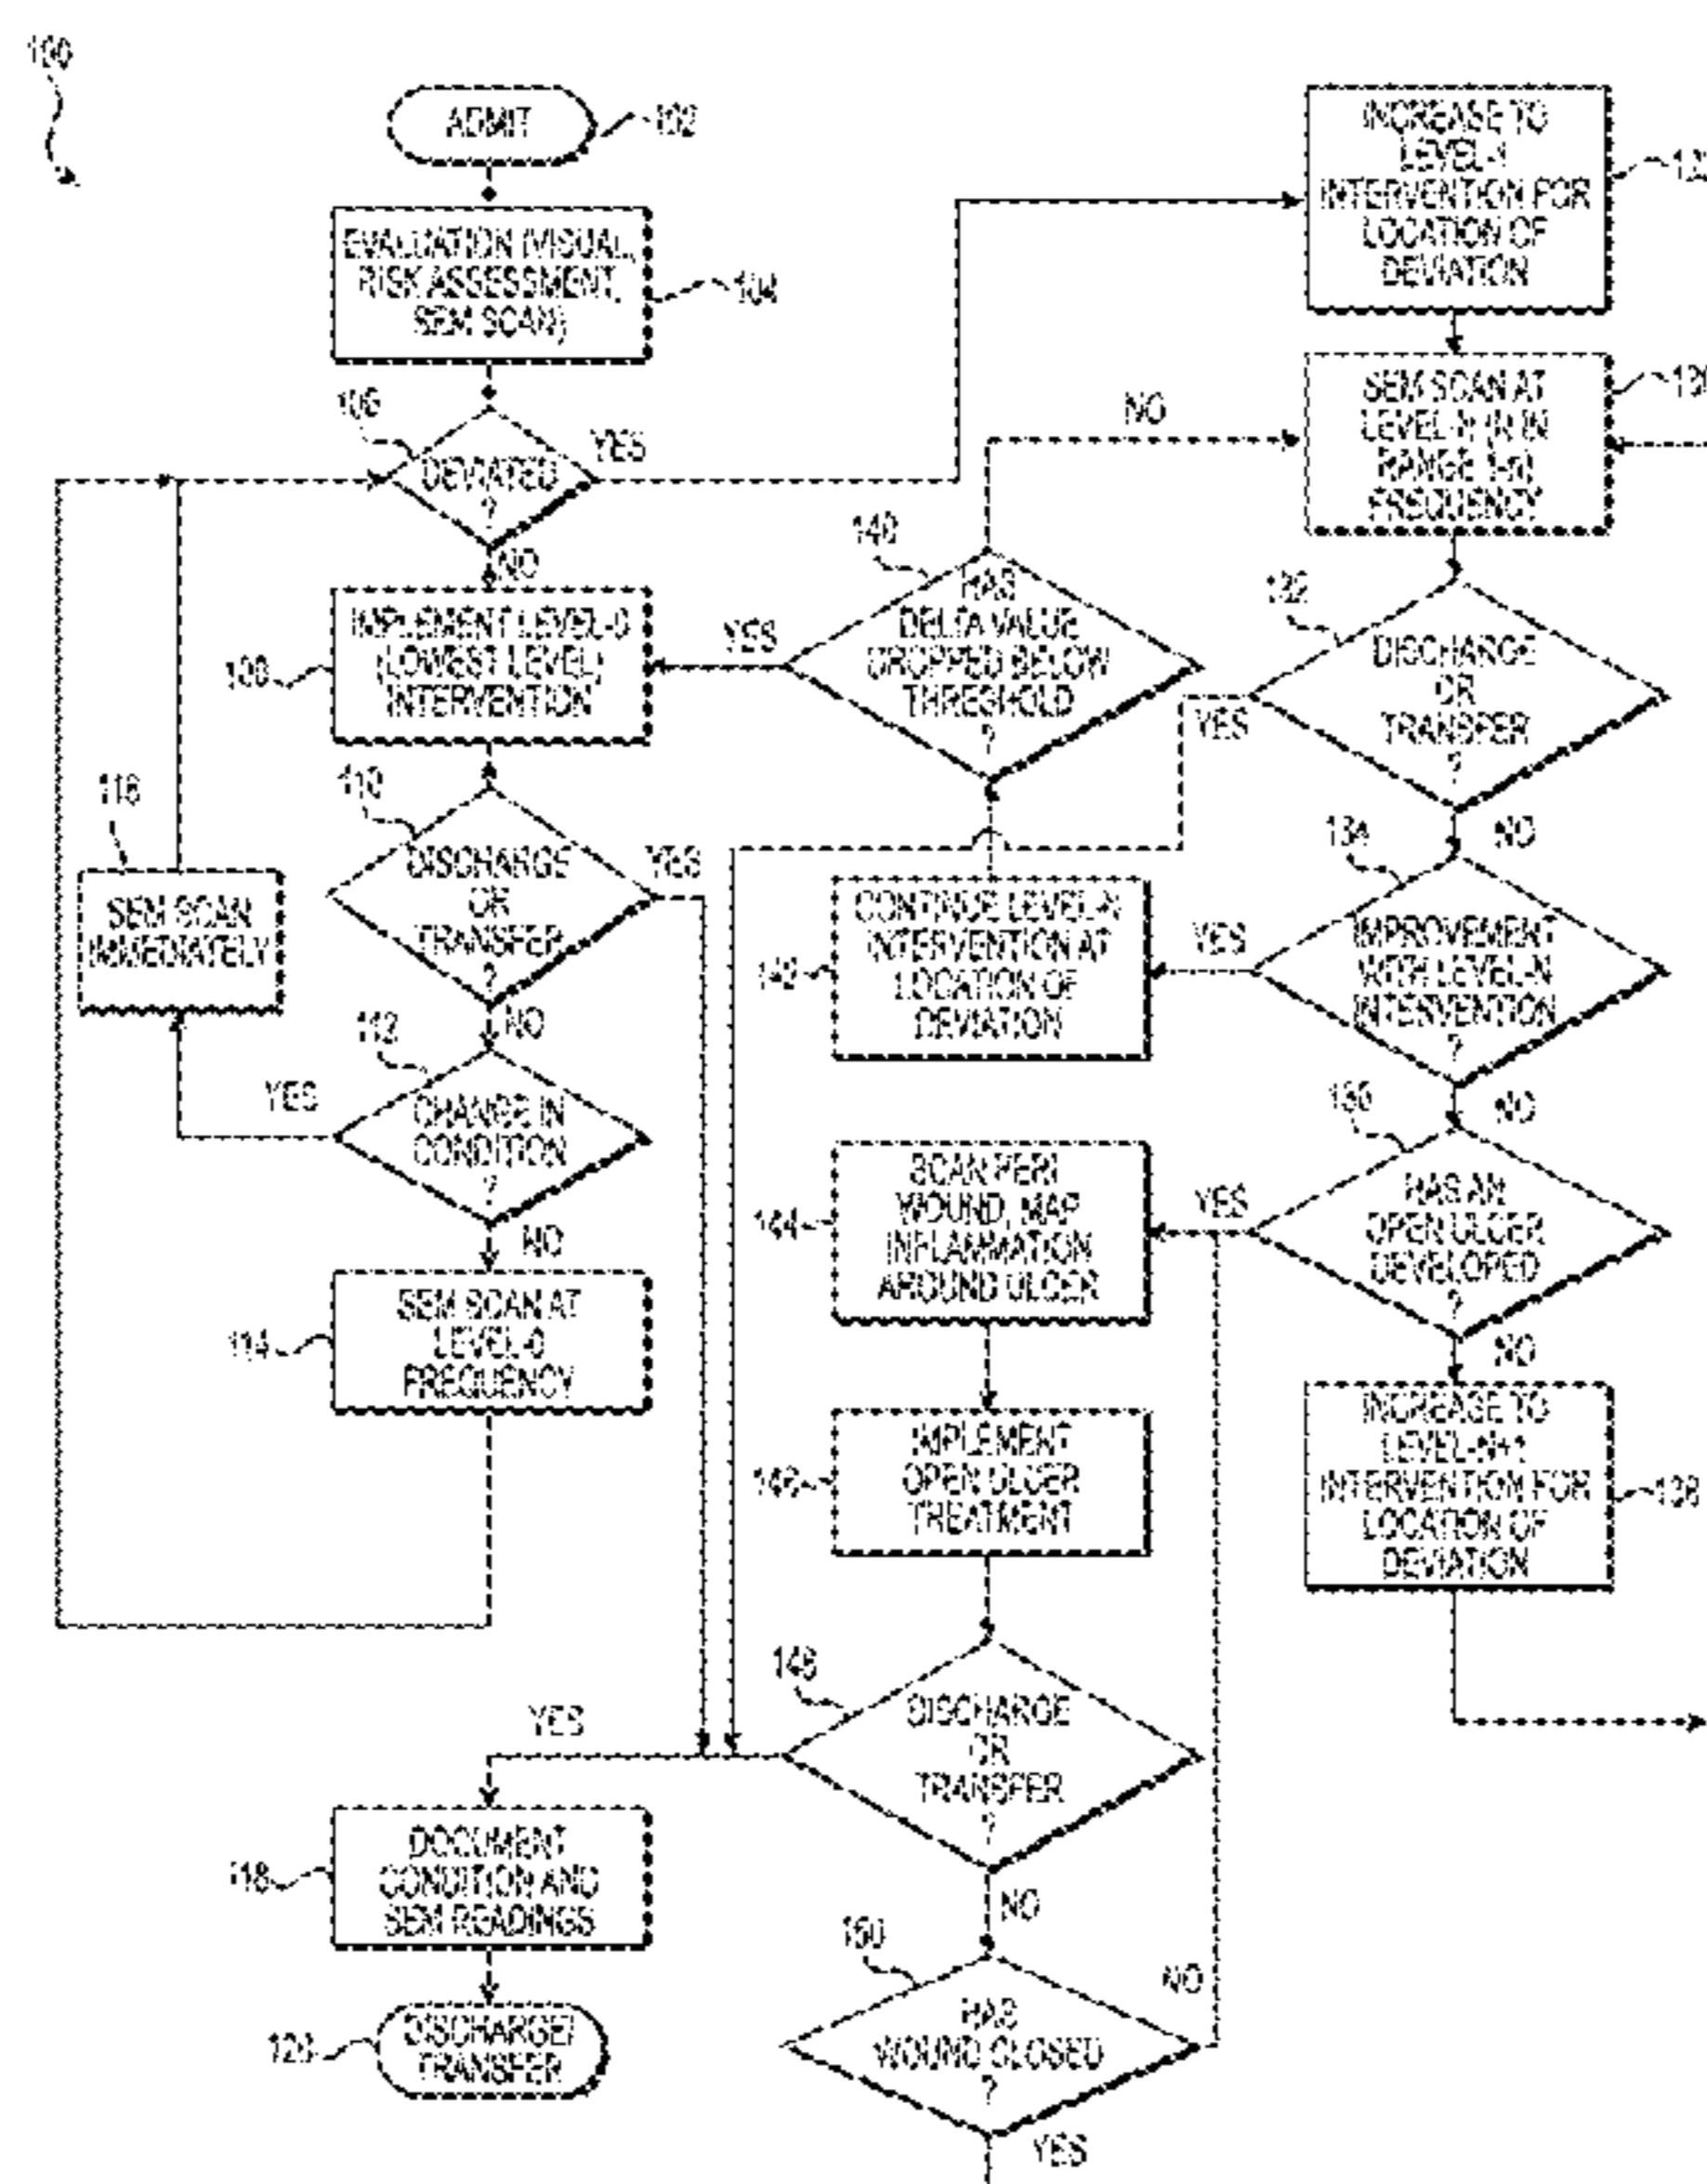 100
ADMIT
102
EVALUATION (VISUAL,
RISK ASSESSMENT,
SEM SCAN)
104
106
DEVIATED
?
YES
NO
IMPLEMENT LEVEL-0
(LOWEST LEVEL)
INTERVENTION
108
110
DISCHARGE
OR
TRANSFER
?
YES
NO
116
SEM SCAN
IMMEDIATELY
112
CHANGE IN
CONDITION
?
YES
NO
SEM SCAN AT
LEVEL-0
FREQUENCY
114
YES
DOCUMENT
CONDITION AND
SEM READINGS
118
DISCHARGE/
TRANSFER
120
140
HAS
DELTA VALUE
DROPPED BELOW
THRESHOLD
?
YES
NO
CONTINUE LEVEL-N
INTERVENTION AT
LOCATION OF
DEVIATION
142
SCAN PERI
WOUND, MAP
INFLAMMATION
AROUND ULCER
144
IMPLEMENT
OPEN ULCER
TREATMENT
146
148
DISCHARGE
OR
TRANSFER
?
NO
150
HAS
WOUND CLOSED
?
NO
YES
INCREASE TO
LEVEL-1
INTERVENTION FOR
LOCATION OF
DEVIATION
SEM SCAN AT
LEVEL-N (N IN
RANGE 1-n)
FREQUENCY
132
DISCHARGE
OR
TRANSFER
?
YES
NO
134
IMPROVEMENT
WITH LEVEL-N
INTERVENTION
?
YES
NO
136
HAS AN
OPEN ULCER
DEVELOPED
?
YES
NO
INCREASE TO
LEVEL-N+1
INTERVENTION FOR
LOCATION OF
DEVIATION
138